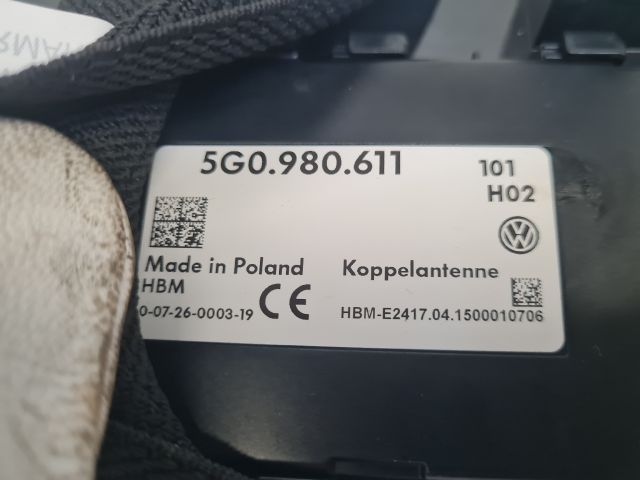 5G0.980.611
101
H02
Made in Poland
Koppelantenne
HBM
0-07-26-0003-19
CE
HBM-E2417.04.1500010706